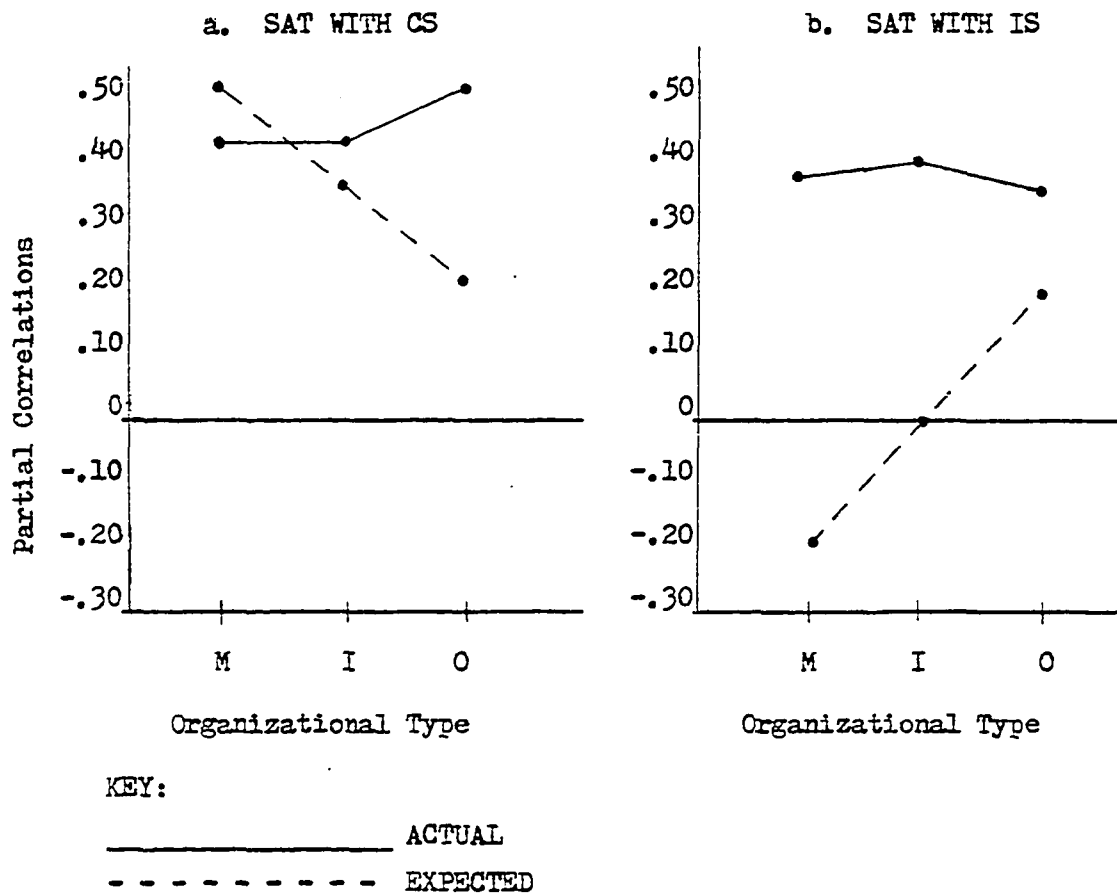 a. SAT WITH CS
b. SAT WITH IS
Partial Correlations
.50
.40
.30
.20
.10
0
-.10
-.20
-.30
M I O
Organizational Type
.50
.40
.30
.20
.10
0
-.10
-.20
-.30
M I O
Organizational Type
KEY:
ACTUAL
EXPECTED